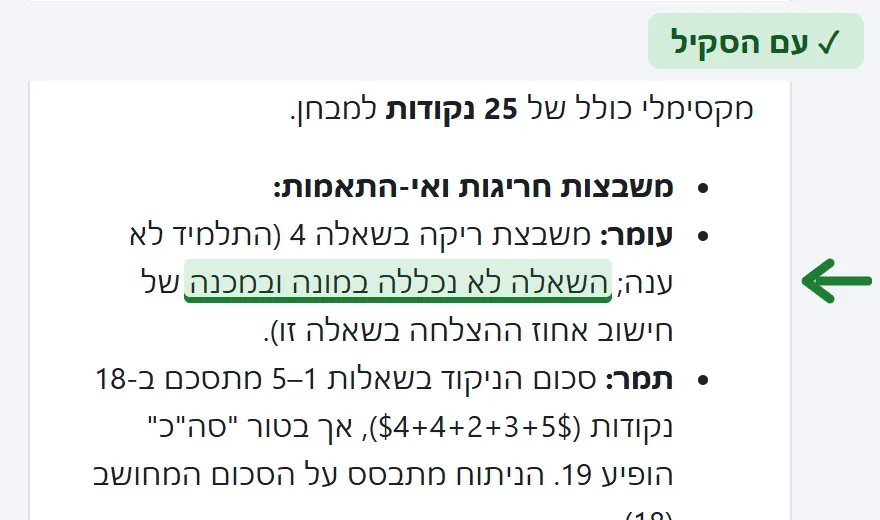 ✓ עם הסקיל
מקסימלי כולל של 25 נקודות למבחן.
• משבצות חריגות ואי-התאמות:
• עומר: משבצת ריקה בשאלה 4 (התלמיד לא
ענה; השאלה לא נכללה במונה ובמכנה של
חישוב אחוז ההצלחה בשאלה זו).
• תמר: סכום הניקוד בשאלות 1–5 מתסכם ב-18
נקודות ($4+4+2+3+5$), אך בטור "סה"כ"
הופיע 19. הניתוח מתבסס על הסכום המחושב
(18)